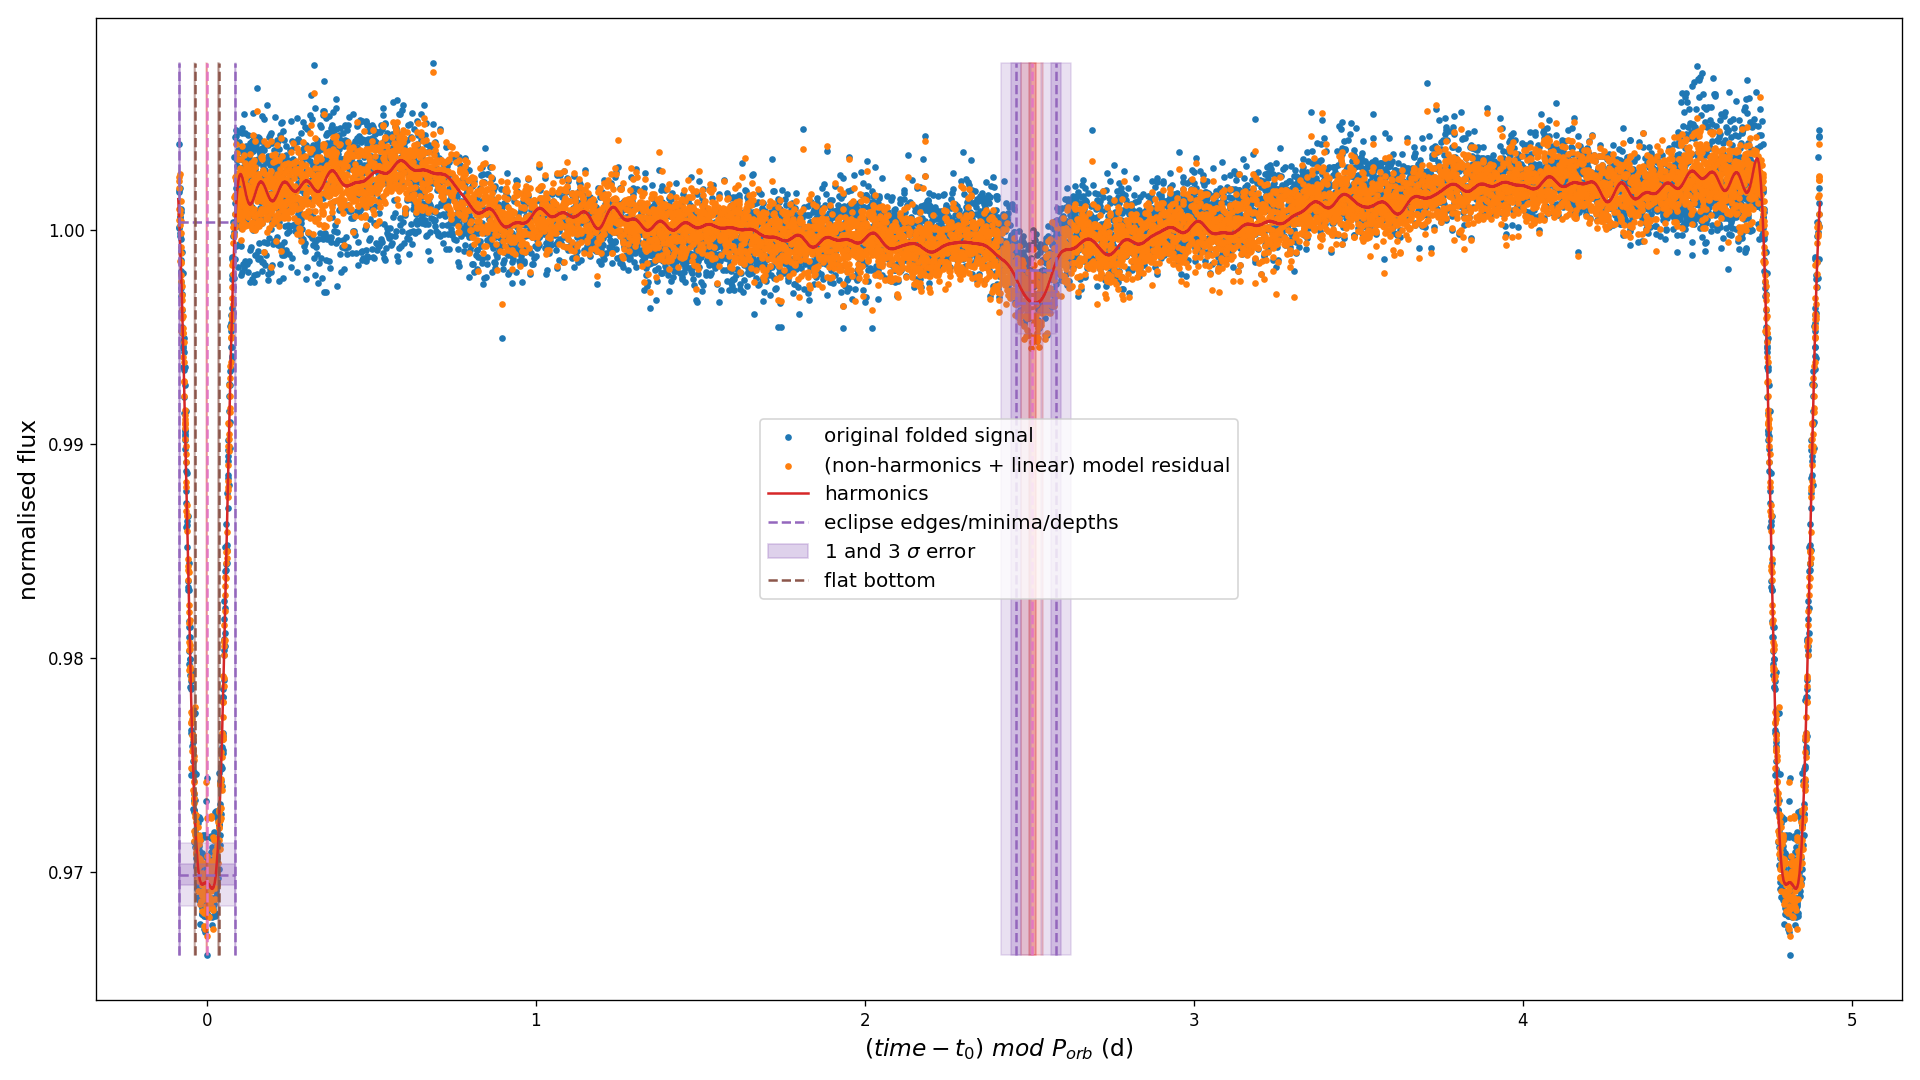 normalised flux
1.00
0.99
0.98
0.97
original folded signal
(non-harmonics + linear) model residual
harmonics
eclipse edges/minima/depths
1 and 3 σ error
flat bottom
0 1 2 3 4 5
(time − t₀) mod Pₒᵣb (d)